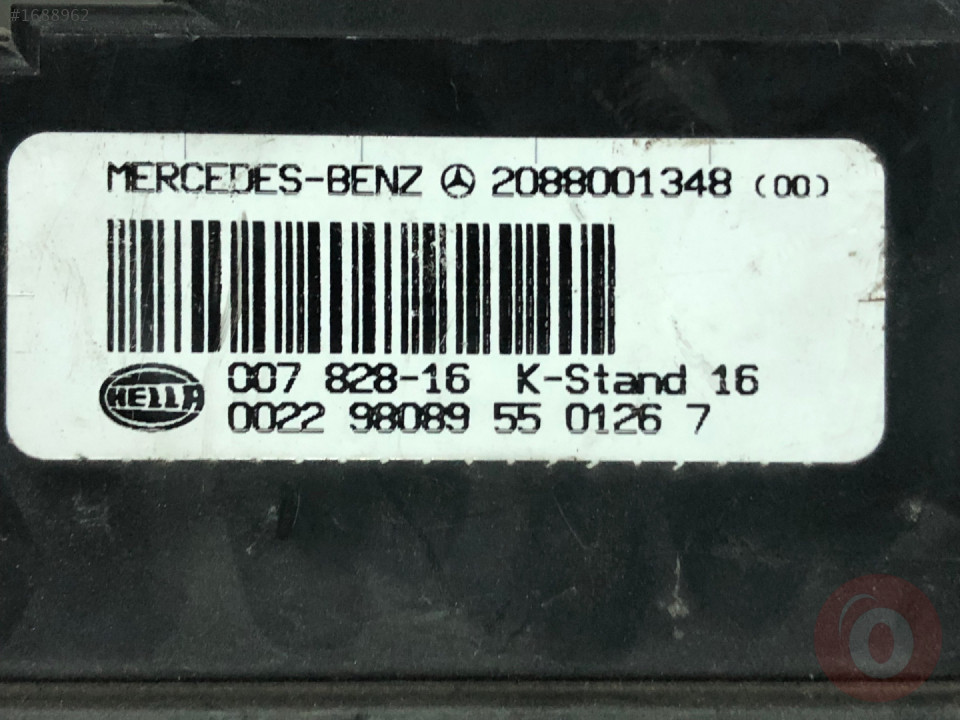 #1688962
MERCEDES-BENZ 2088001348 (00)
HELLA
007 828-16 K-Stand 16
0022 98089 55 0126 7
O